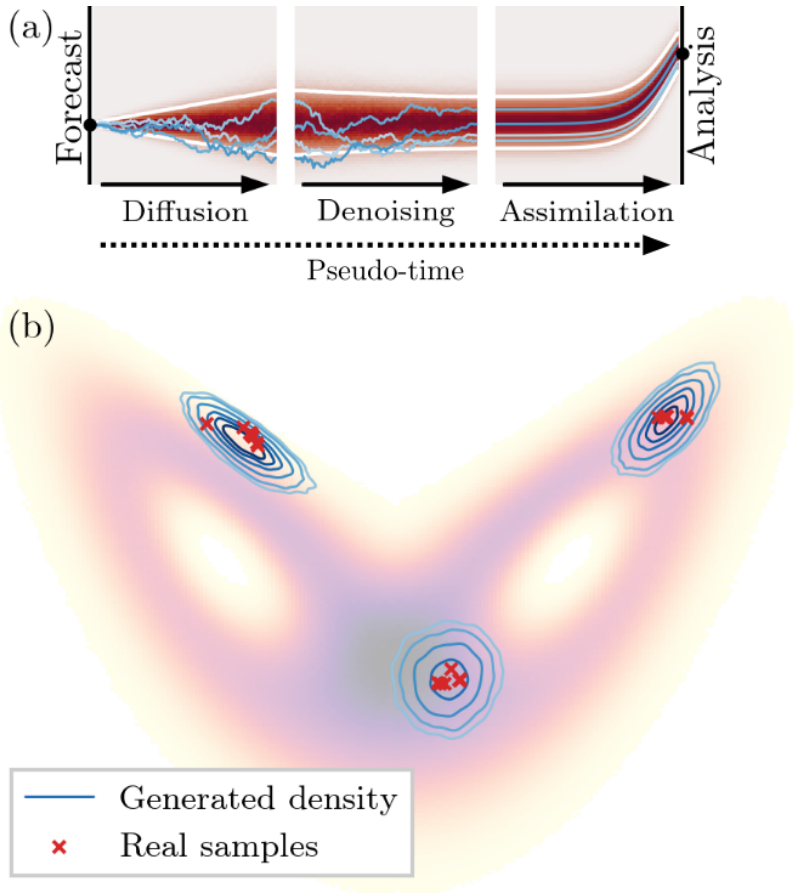 (a)
Forecast
Analysis
Diffusion
Denoising
Assimilation
Pseudo-time
(b)
Generated density
Real samples